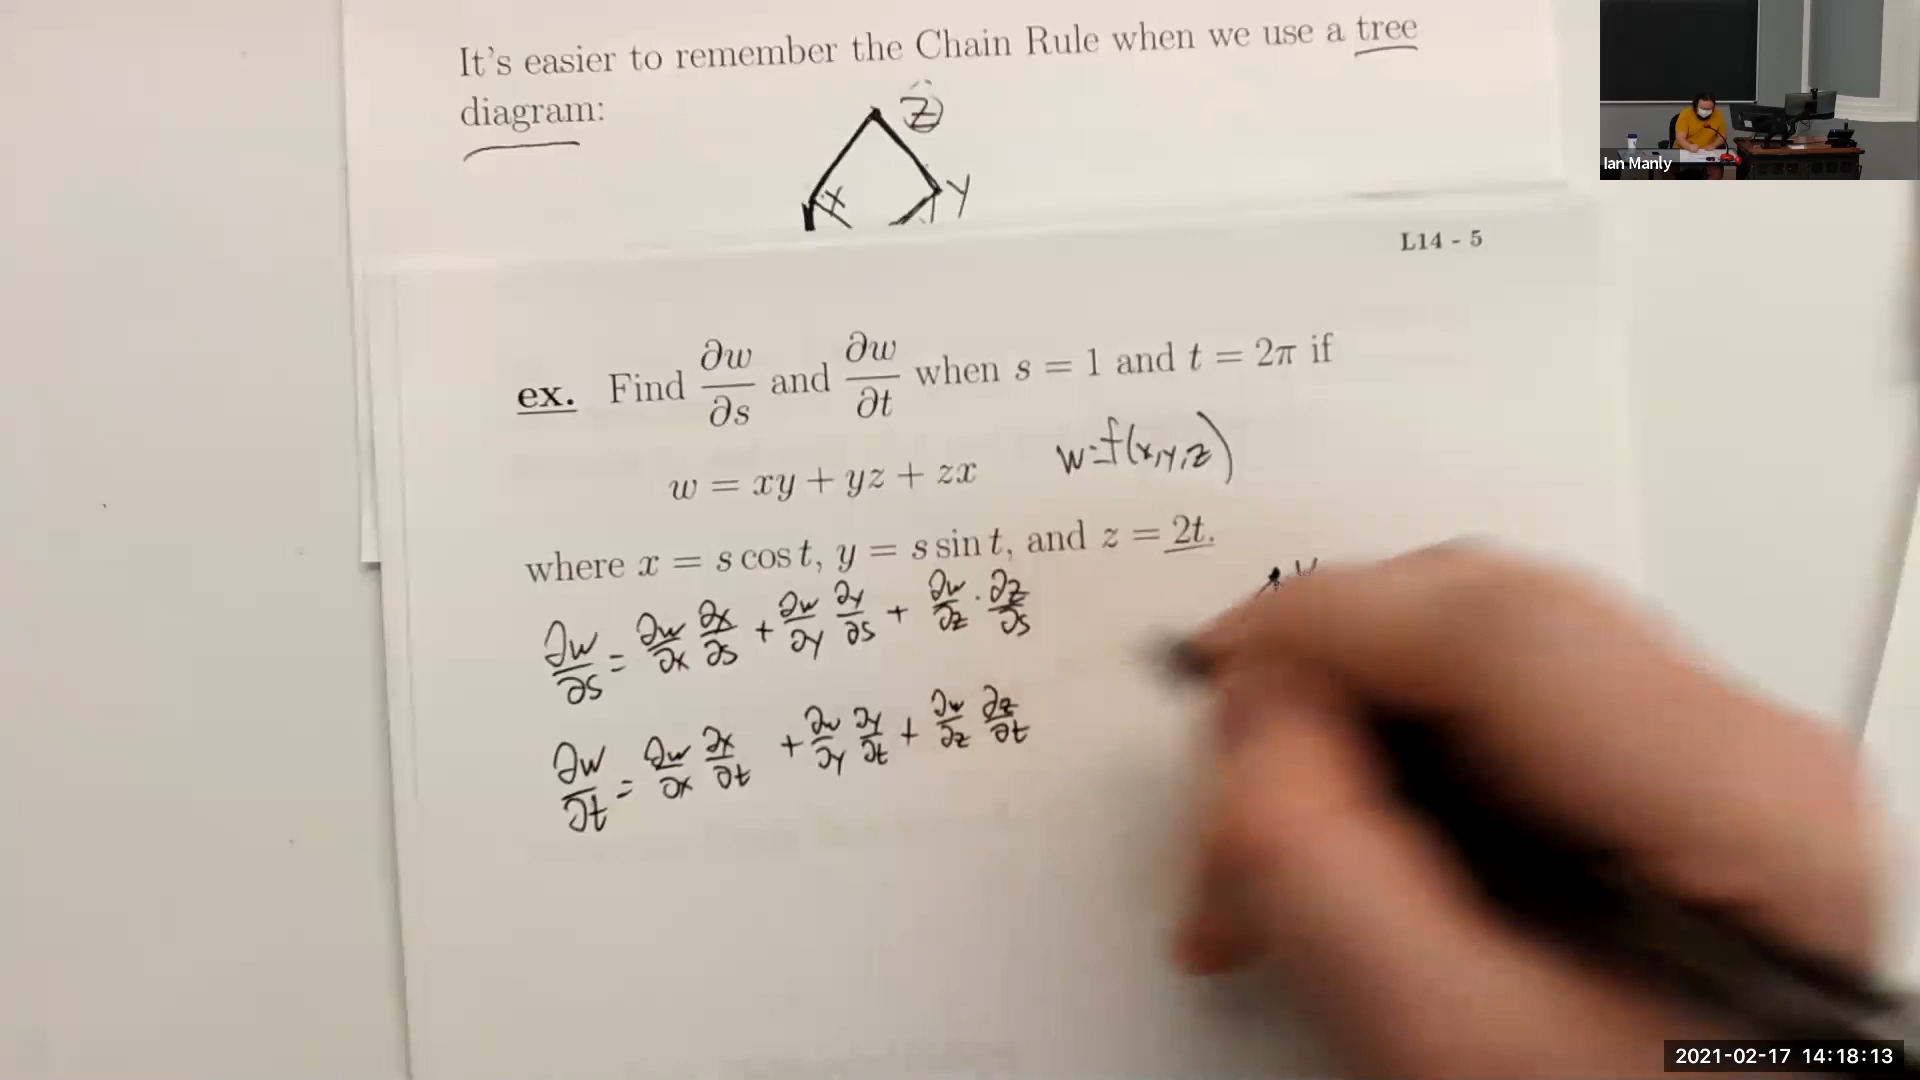 It's easier to remember the Chain Rule when we use a tree
diagram:
Z
X
Y
Ian Manly
L14 - 5
ex. Find ∂w/∂s and ∂w/∂t when s = 1 and t = 2π if
w = xy + yz + zx
w=f(x,y,z)
where x = s cos t, y = s sin t, and z = 2t.
∂w/∂s = ∂w/∂x ∂x/∂s + ∂w/∂y ∂y/∂s + ∂w/∂z · ∂z/∂s
∂w/∂t = ∂w/∂x ∂x/∂t + ∂w/∂y ∂y/∂t + ∂w/∂z ∂z/∂t
2021-02-17 14:18:13